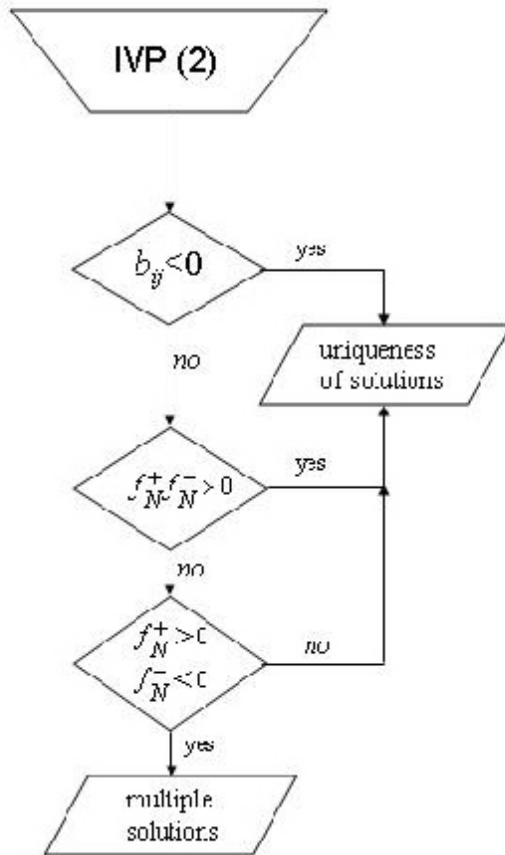 IVP (2)
b_ij < 0
yes
uniqueness
of solutions
no
f_N^+ f_N^- > 0
yes
no
f_N^+ > 0
f_N^- < 0
no
yes
multiple
solutions